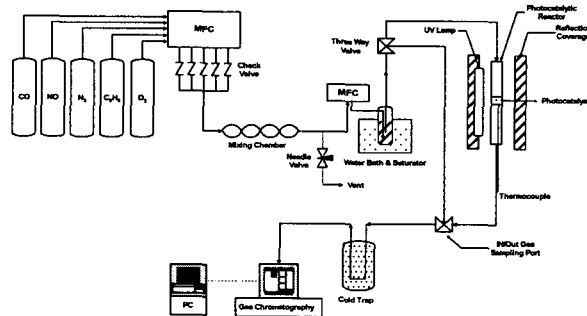 MFC
Check
Valve
CO
NO
N₂
C₃H₆
O₂
Mixing Chamber
MFC
Needle
Valve
Vent
Water Bath & Saturator
Three Way
Valve
UV Lamp
Photocatalytic
Reactor
Reflection
Coverage
Photocatalyst
Thermocouple
IN/Out Gas
Sampling Port
Cold Trap
Gas Chromatography
PC